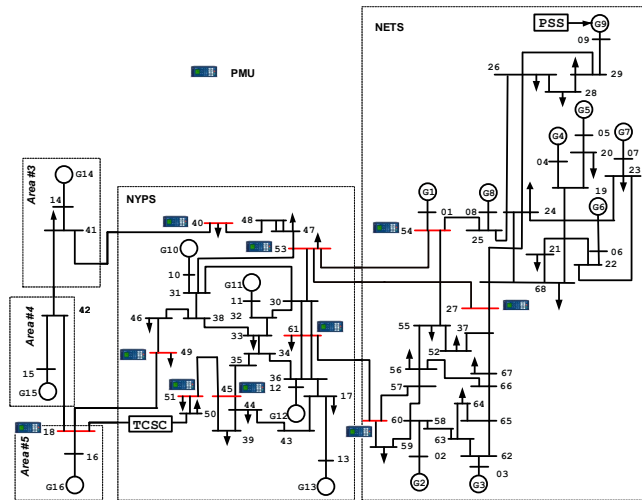 NETS
PSS
G9
09
26
29
28
PMU
G5
G4
G7
05
04
20
07
23
19
G6
Area #3
G14
14
41
NYPS
40
48
47
53
G10
10
31
G11
11
32
30
38
33
61
34
35
36
12
G12
17
G1
01
54
G8
08
25
24
21
06
22
68
27
Area #4
42
15
G15
46
49
51
45
50
44
39
43
13
G13
TCSC
Area #5
18
16
G16
55
37
52
56
57
67
66
64
65
60
58
59
63
62
02
03
G2
G3